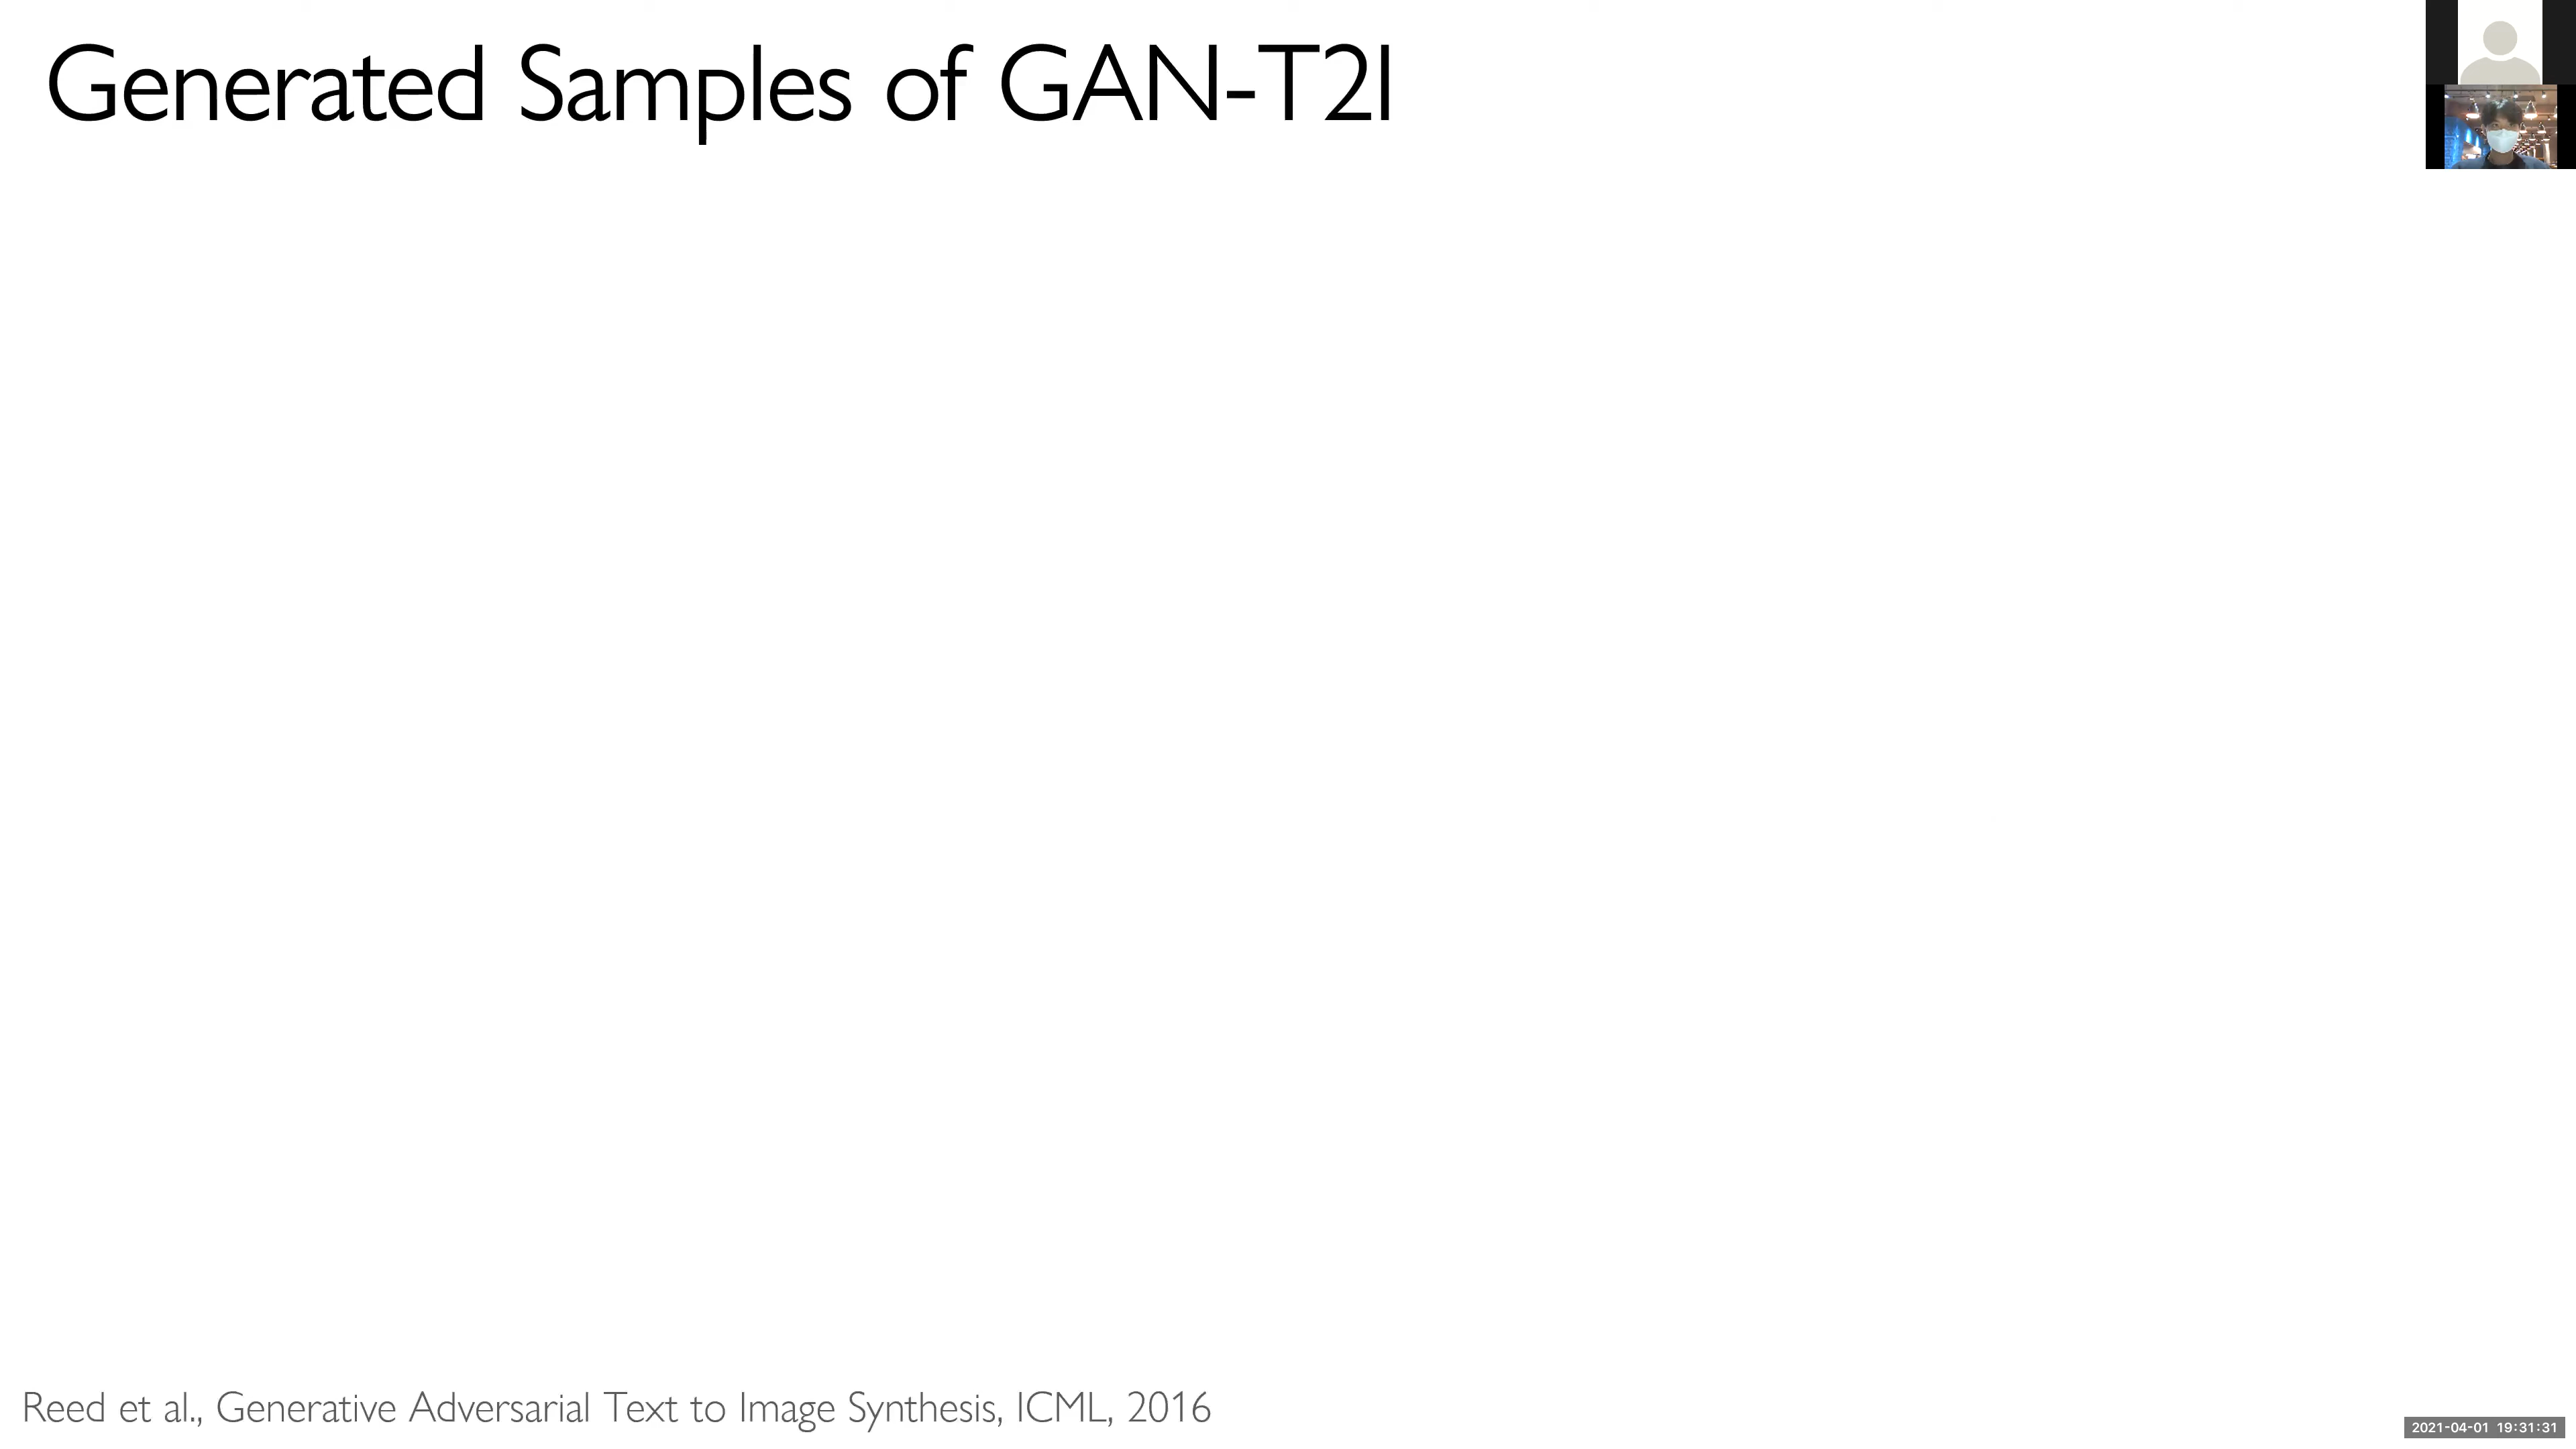 Generated Samples of GAN-T2I
Reed et al., Generative Adversarial Text to Image Synthesis, ICML, 2016
2021-04-01 19:31:31